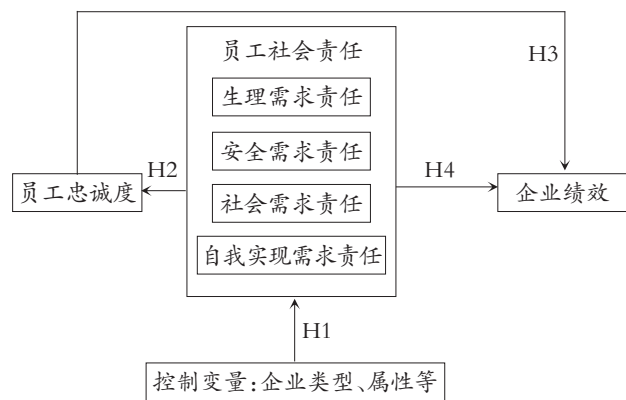 员工社会责任
H3
生理需求责任
安全需求责任
H2
H4
员工忠诚度
社会需求责任
企业绩效
自我实现需求责任
H1
控制变量:企业类型、属性等